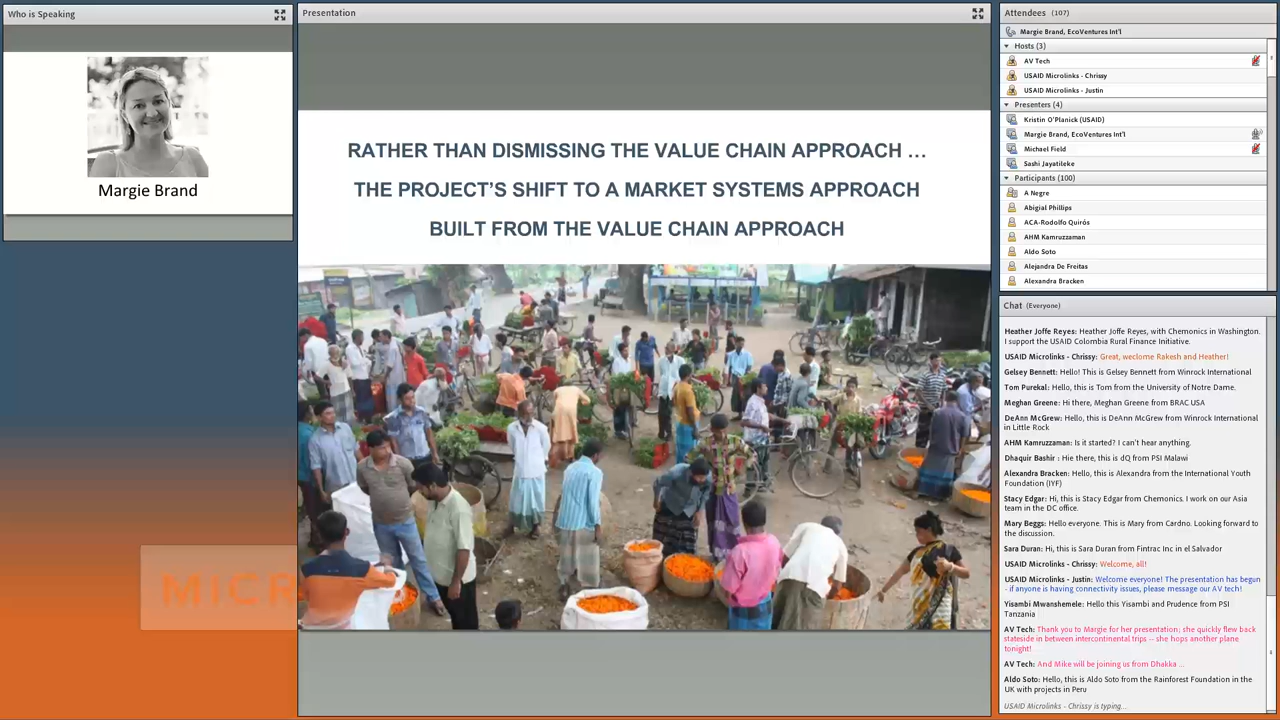 Who is Speaking
Margie Brand
Presentation
RATHER THAN DISMISSING THE VALUE CHAIN APPROACH ...
THE PROJECT'S SHIFT TO A MARKET SYSTEMS APPROACH
BUILT FROM THE VALUE CHAIN APPROACH
MICR
Attendees (107)
Margie Brand, EcoVentures Int'l
Hosts (3)
AV Tech
USAID Microlinks - Chrissy
USAID Microlinks - Justin
Presenters (4)
Kristin O'Planick (USAID)
Margie Brand, EcoVentures Int'l
Michael Field
Sashi Jayatileke
Participants (100)
A Negre
Abigial Phillips
ACA-Rodolfo Quirós
AHM Kamruzzaman
Aldo Soto
Alejandra De Freitas
Alexandra Bracken
Chat (Everyone)
Heather Joffe Reyes: Heather Joffe Reyes, with Chemonics in Washington.
I support the USAID Colombia Rural Finance Initiative.
USAID Microlinks - Chrissy: Great, weclome Rakesh and Heather!
Gelsey Bennett: Hello! This is Gelsey Bennett from Winrock International
Tom Purekal: Hello, this is Tom from the University of Notre Dame.
Meghan Greene: Hi there, Meghan Greene from BRAC USA
DeAnn McGrew: Hello, this is DeAnn McGrew from Winrock International
in Little Rock
AHM Kamruzzaman: Is it started? I can't hear anything.
Dhaquir Bashir : Hie there, this is dQ from PSI Malawi
Alexandra Bracken: Hello, this is Alexandra from the International Youth
Foundation (IYF)
Stacy Edgar: Hi, this is Stacy Edgar from Chemonics. I work on our Asia
team in the DC office.
Mary Beggs: Hello everyone. This is Mary from Cardno. Looking forward to
the discussion.
Sara Duran: Hi, this is Sara Duran from Fintrac Inc in el Salvador
USAID Microlinks - Chrissy: Welcome, all!
USAID Microlinks - Justin: Welcome everyone! The presentation has begun
- if anyone is having connectivity issues, please message our AV tech!
Yisambi Mwanshemele: Hello this Yisambi and Prudence from PSI
Tanzania
AV Tech: Thank you to Margie for her presentation; she quickly flew back
stateside in between intercontinental trips -- she hops another plane
tonight!
AV Tech: And Mike will be joining us from Dhakka ...
Aldo Soto: Hello, this is Aldo Soto from the Rainforest Foundation in the
UK with projects in Peru
USAID Microlinks - Chrissy is typing...